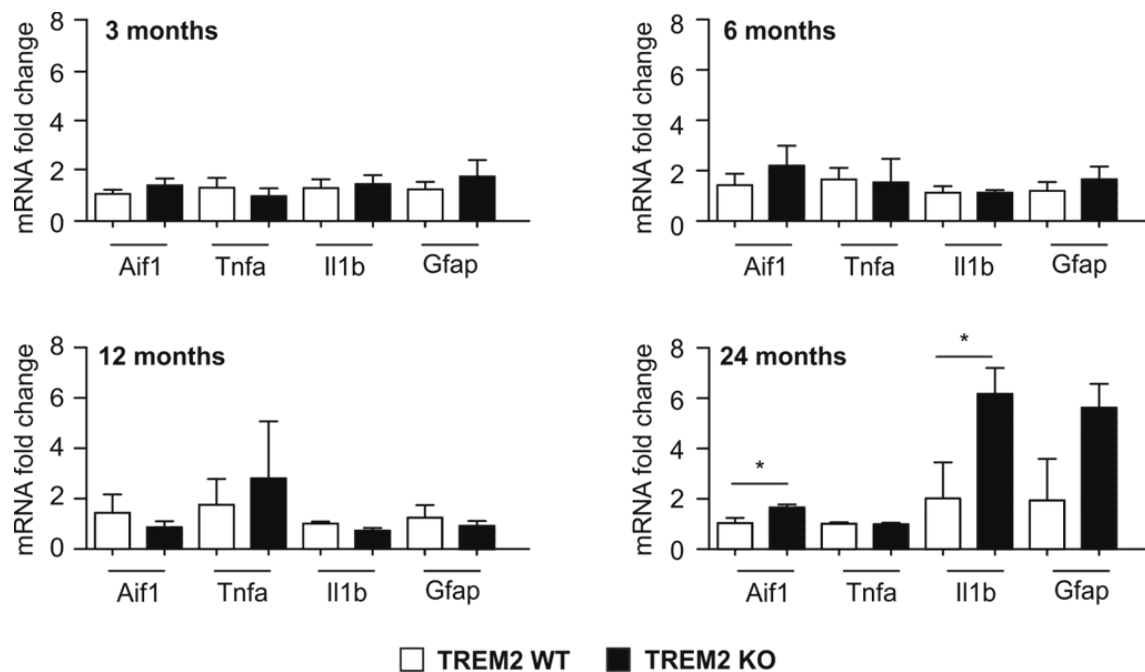 3 months
mRNA fold change
8
6
4
2
0
Aif1 Tnfa Il1b Gfap
6 months
mRNA fold change
8
6
4
2
0
Aif1 Tnfa Il1b Gfap
12 months
mRNA fold change
8
6
4
2
0
Aif1 Tnfa Il1b Gfap
24 months
mRNA fold change
8
6
4
2
0
*
*
Aif1 Tnfa Il1b Gfap
TREM2 WT TREM2 KO